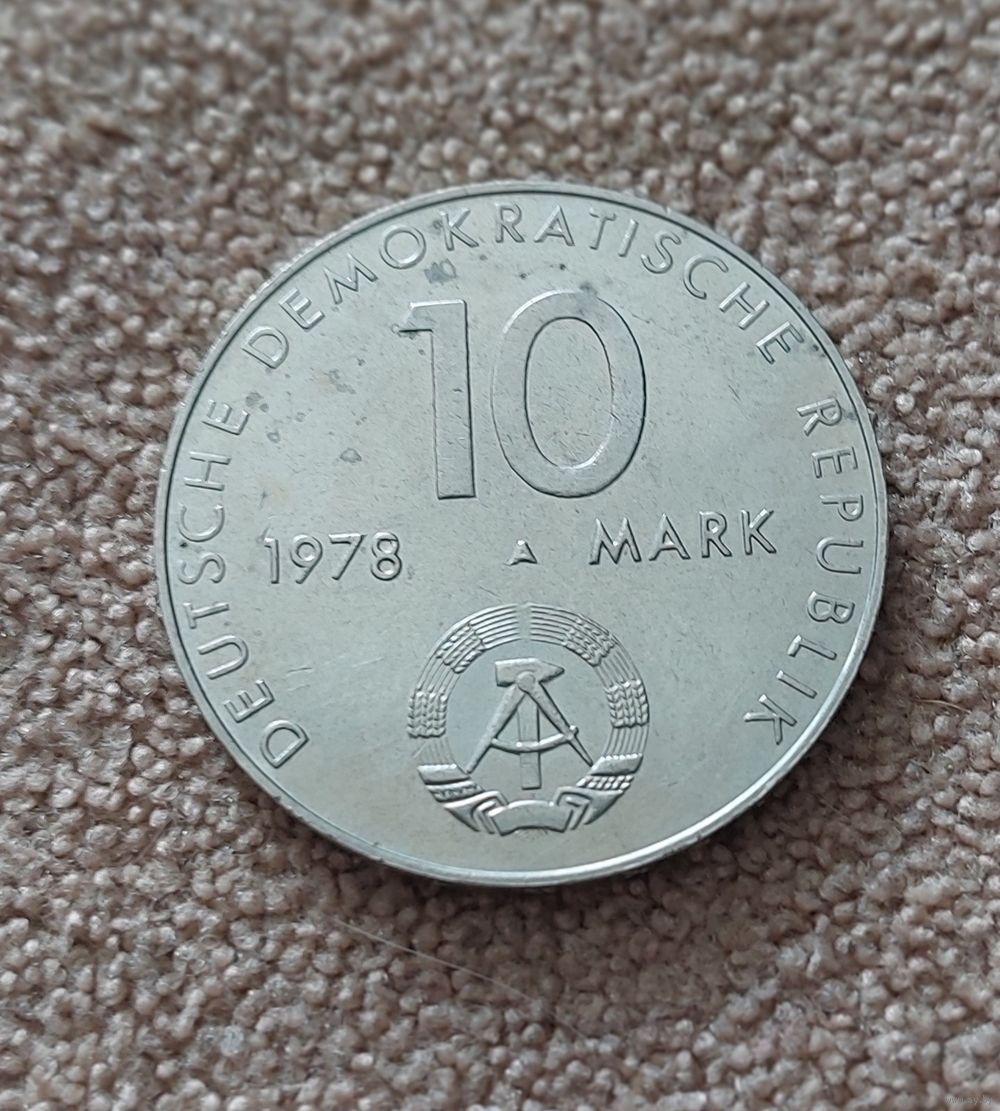 DEUTSCHE DEMOKRATISCHE REPUBLIK
10
1978 A MARK